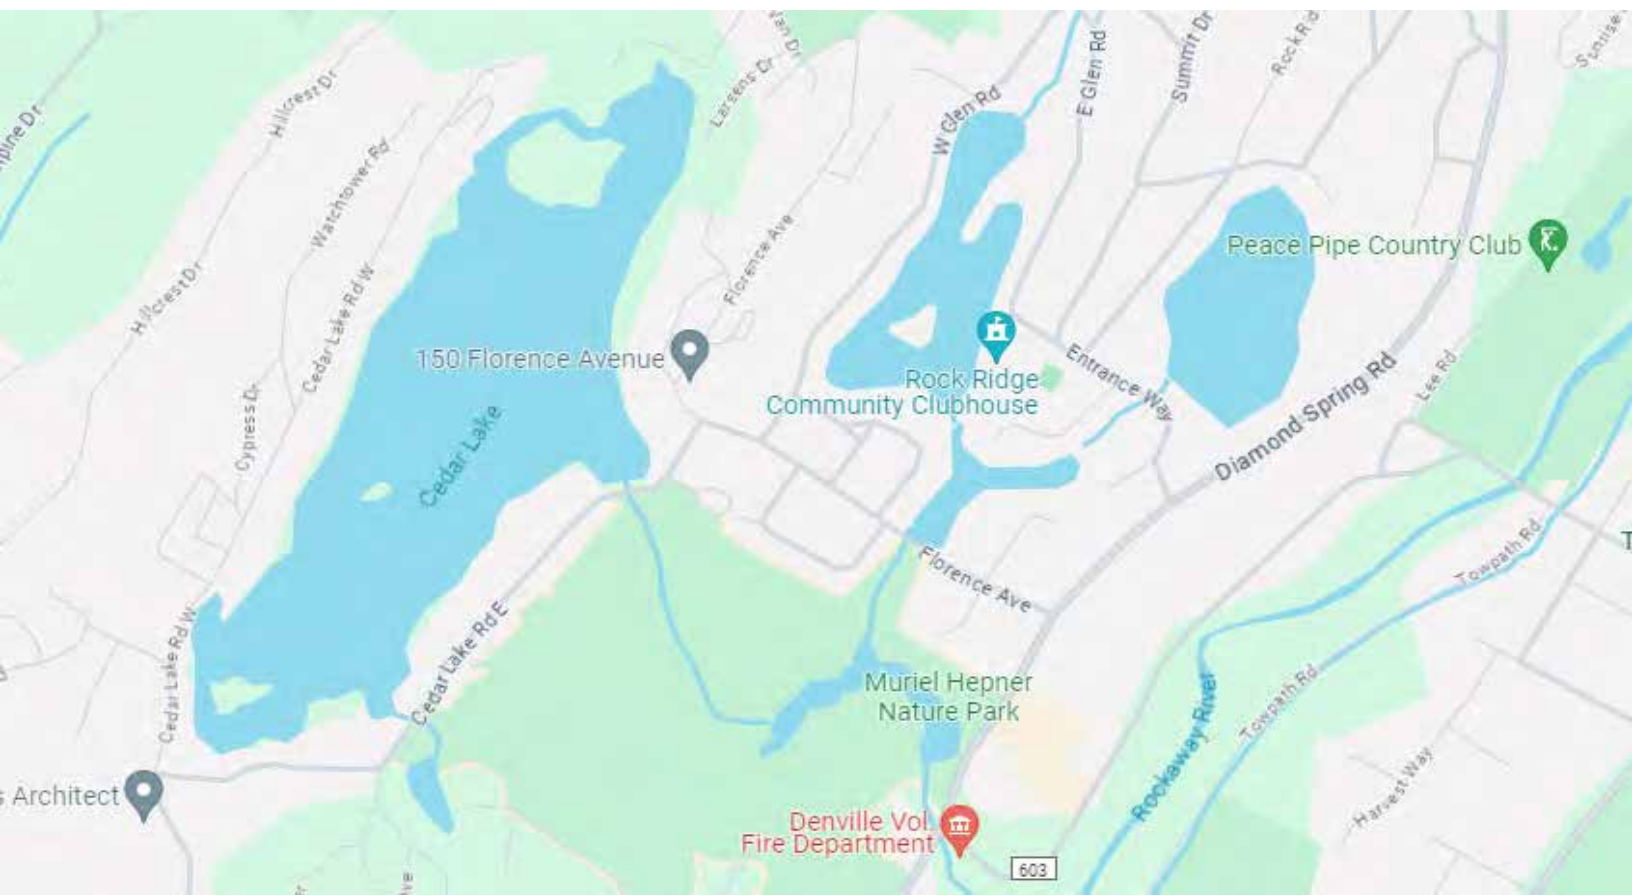 Larsens Dr
W Glen Rd
E Glen Rd
Summit Dr
Rock Rd
Hillcrest Dr
Watchtower Rd
Hillcrest Dr
Cedar Lake Rd W
Florence Ave
Peace Pipe Country Club
150 Florence Avenue
Rock Ridge
Community Clubhouse
Entrance Way
Diamond Spring Rd
Lee Rd
Cypress Dr
Cedar Lake
Towpath Rd
Florence Ave
Cedar Lake Rd W
Cedar Lake Rd E
Muriel Hepner
Nature Park
Towpath Rd
Rockaway River
Harvest Way
Architect
Denville Vol.
Fire Department
603